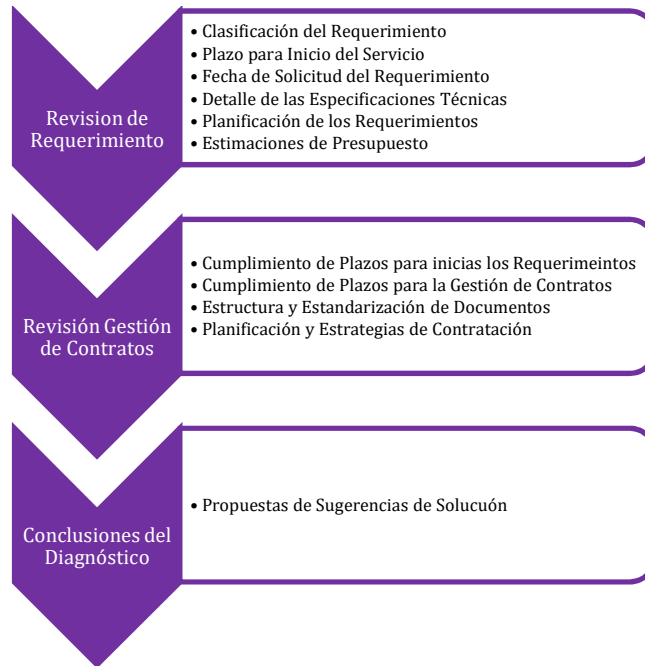 Revision de
Requerimiento
• Clasificación del Requerimiento
• Plazo para Inicio del Servicio
• Fecha de Solicitud del Requerimiento
• Detalle de las Especificaciones Técnicas
• Planificación de los Requerimientos
• Estimaciones de Presupuesto
Revisión Gestión
de Contratos
• Cumplimiento de Plazos para inicias los Requerimeintos
• Cumplimiento de Plazos para la Gestión de Contratos
• Estructura y Estandarización de Documentos
• Planificación y Estrategias de Contratación
Conclusiones del
Diagnóstico
• Propuestas de Sugerencias de Solucuón